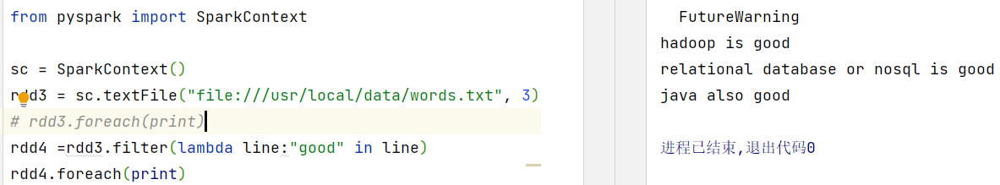 from pyspark import SparkContext
sc = SparkContext()
rdd3 = sc.textFile("file:///usr/local/data/words.txt", 3)
# rdd3.foreach(print)
rdd4 =rdd3.filter(lambda line:"good" in line)
rdd4.foreach(print)
FutureWarning
hadoop is good
relational database or nosql is good
java also good
进程已结束,退出代码0